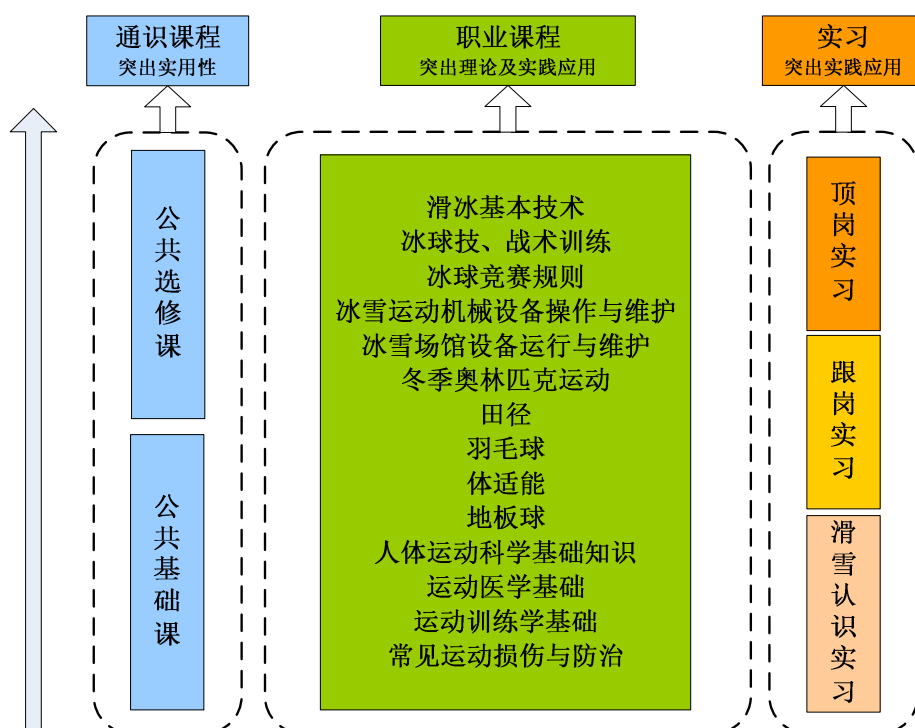 通识课程
突出实用性
职业课程
突出理论及实践应用
实习
突出实践应用
公共选修课
公共基础课
滑冰基本技术
冰球技、战术训练
冰球竞赛规则
冰雪运动机械设备操作与维护
冰雪场馆设备运行与维护
冬季奥林匹克运动
田径
羽毛球
体适能
地板球
人体运动科学基础知识
运动医学基础
运动训练学基础
常见运动损伤与防治
顶岗实习
跟岗实习
滑雪认识实习